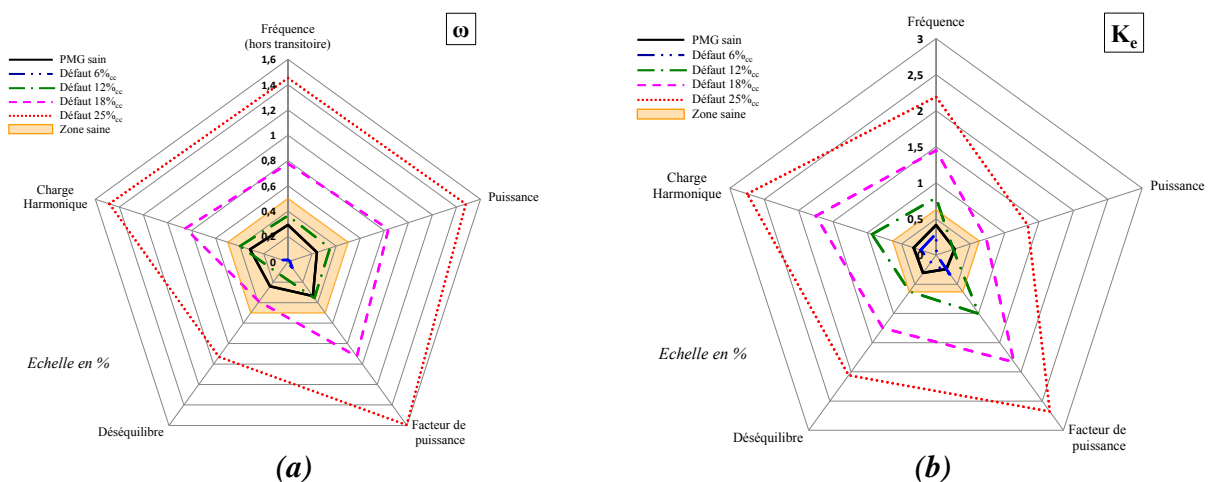 Fréquence
(hors transitoire)
ω
PMG sain
Défaut 6%cc
Défaut 12%cc
Défaut 18%cc
Défaut 25%cc
Zone saine
1,6
1,4
1,2
1
0,8
0,6
0,4
0,2
0
Puissance
Charge
Harmonique
Echelle en %
Déséquilibre
Facteur de
puissance
(a)
Fréquence
Ke
PMG sain
Défaut 6%cc
Défaut 12%cc
Défaut 18%cc
Défaut 25%cc
Zone saine
3
2,5
2
1,5
1
0,5
0
Puissance
Charge
Harmonique
Echelle en %
Déséquilibre
Facteur de
puissance
(b)